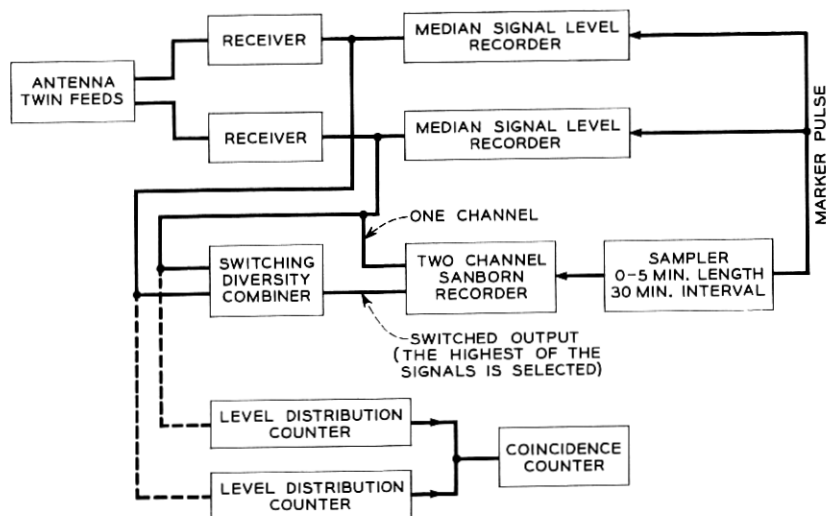 RECEIVER
MEDIAN SIGNAL LEVEL
RECORDER
ANTENNA
TWIN FEEDS
RECEIVER
MEDIAN SIGNAL LEVEL
RECORDER
MARKER PULSE
ONE CHANNEL
SWITCHING
DIVERSITY
COMBINER
TWO CHANNEL
SANBORN
RECORDER
SAMPLER
0–5 MIN. LENGTH
30 MIN. INTERVAL
SWITCHED OUTPUT
(THE HIGHEST OF THE
SIGNALS IS SELECTED)
LEVEL DISTRIBUTION
COUNTER
COINCIDENCE
COUNTER
LEVEL DISTRIBUTION
COUNTER